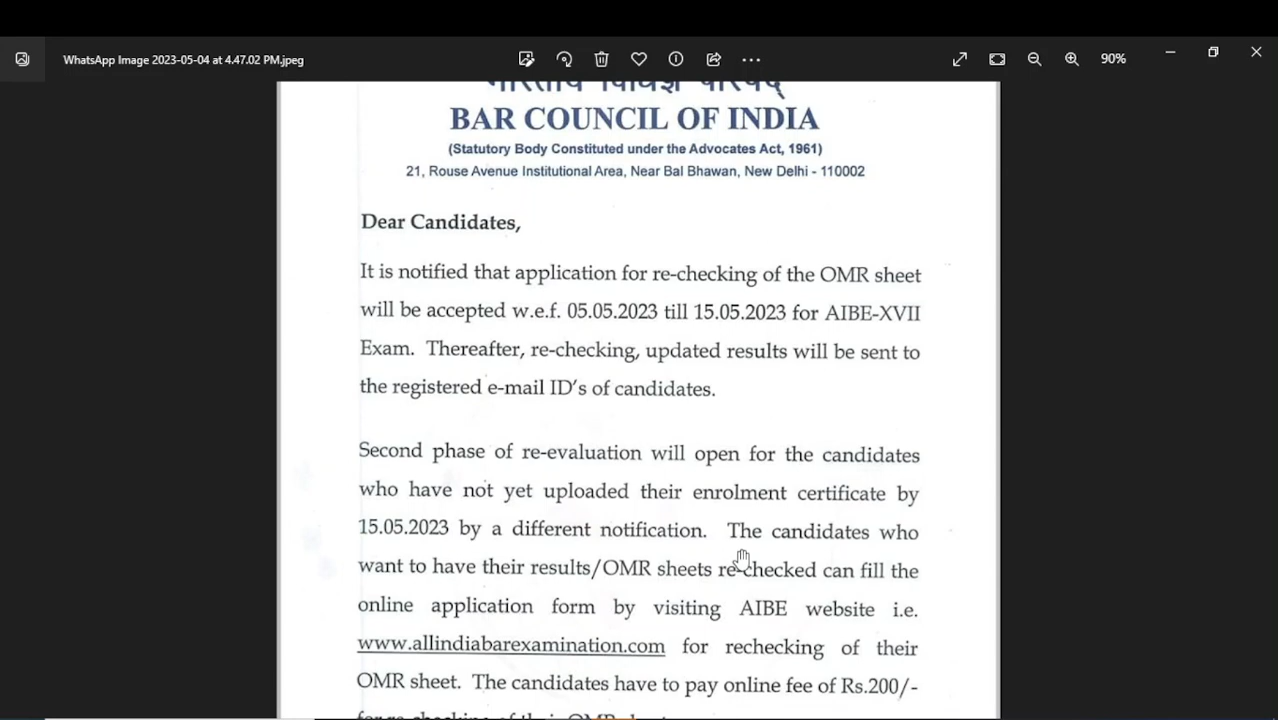 WhatsApp Image 2023-05-04 at 4.47.02 PM.jpeg
90%
भारतीय विधिज्ञ परिषद्
BAR COUNCIL OF INDIA
(Statutory Body Constituted under the Advocates Act, 1961)
21, Rouse Avenue Institutional Area, Near Bal Bhawan, New Delhi - 110002
Dear Candidates,
It is notified that application for re-checking of the OMR sheet
will be accepted w.e.f. 05.05.2023 till 15.05.2023 for AIBE-XVII
Exam. Thereafter, re-checking, updated results will be sent to
the registered e-mail ID's of candidates.
Second phase of re-evaluation will open for the candidates
who have not yet uploaded their enrolment certificate by
15.05.2023 by a different notification. The candidates who
want to have their results/OMR sheets re-checked can fill the
online application form by visiting AIBE website i.e.
www.allindiabarexamination.com for rechecking of their
OMR sheet. The candidates have to pay online fee of Rs.200/-